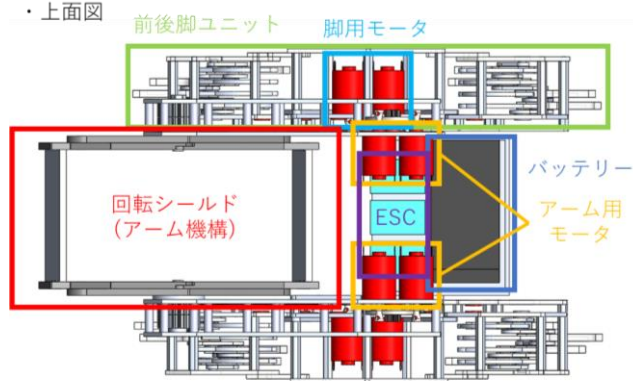 ・上面図
前後脚ユニット
脚用モータ
バッテリー
回転シールド
(アーム機構)
ESC
アーム用
モータ